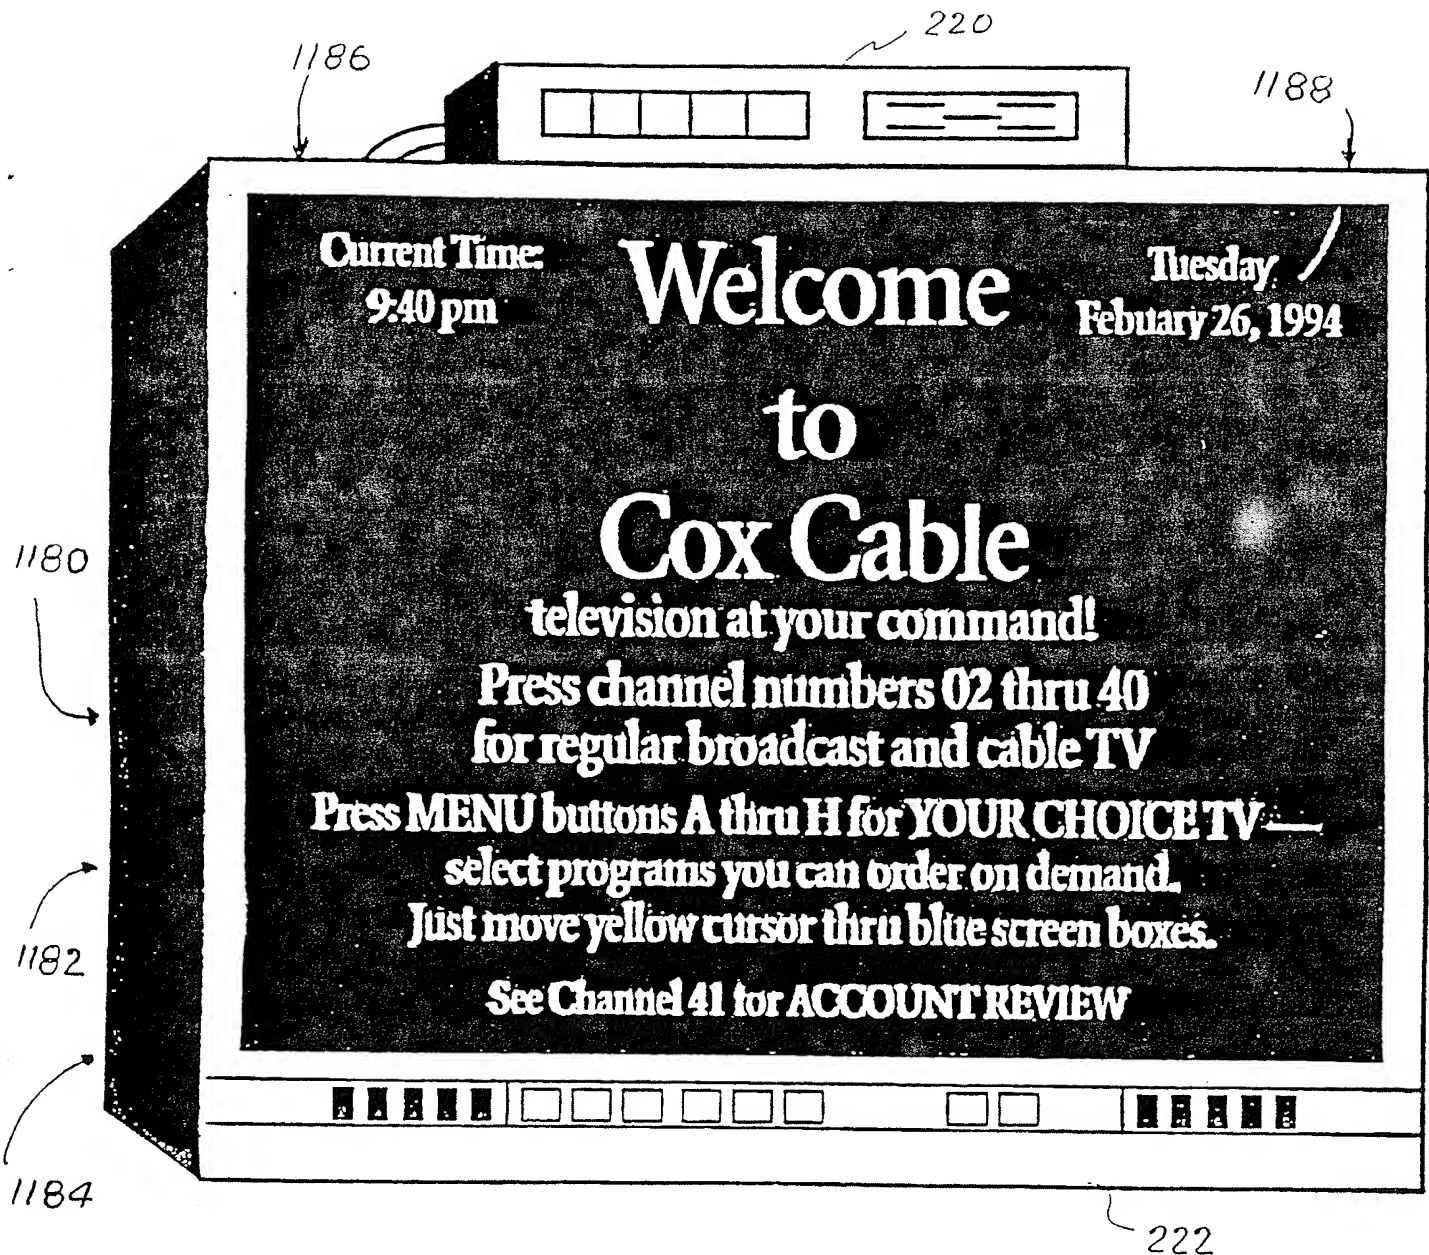 220
1186
1188
Current Time:
9:40 pm
Welcome
Tuesday,
Febuary 26, 1994
to
Cox Cable
television at your command!
Press channel numbers 02 thru 40
for regular broadcast and cable TV
Press MENU buttons A thru H for YOUR CHOICE TV —
select programs you can order on demand.
Just move yellow cursor thru blue screen boxes.
See Channel 41 for ACCOUNT REVIEW
1180
1182
1184
222